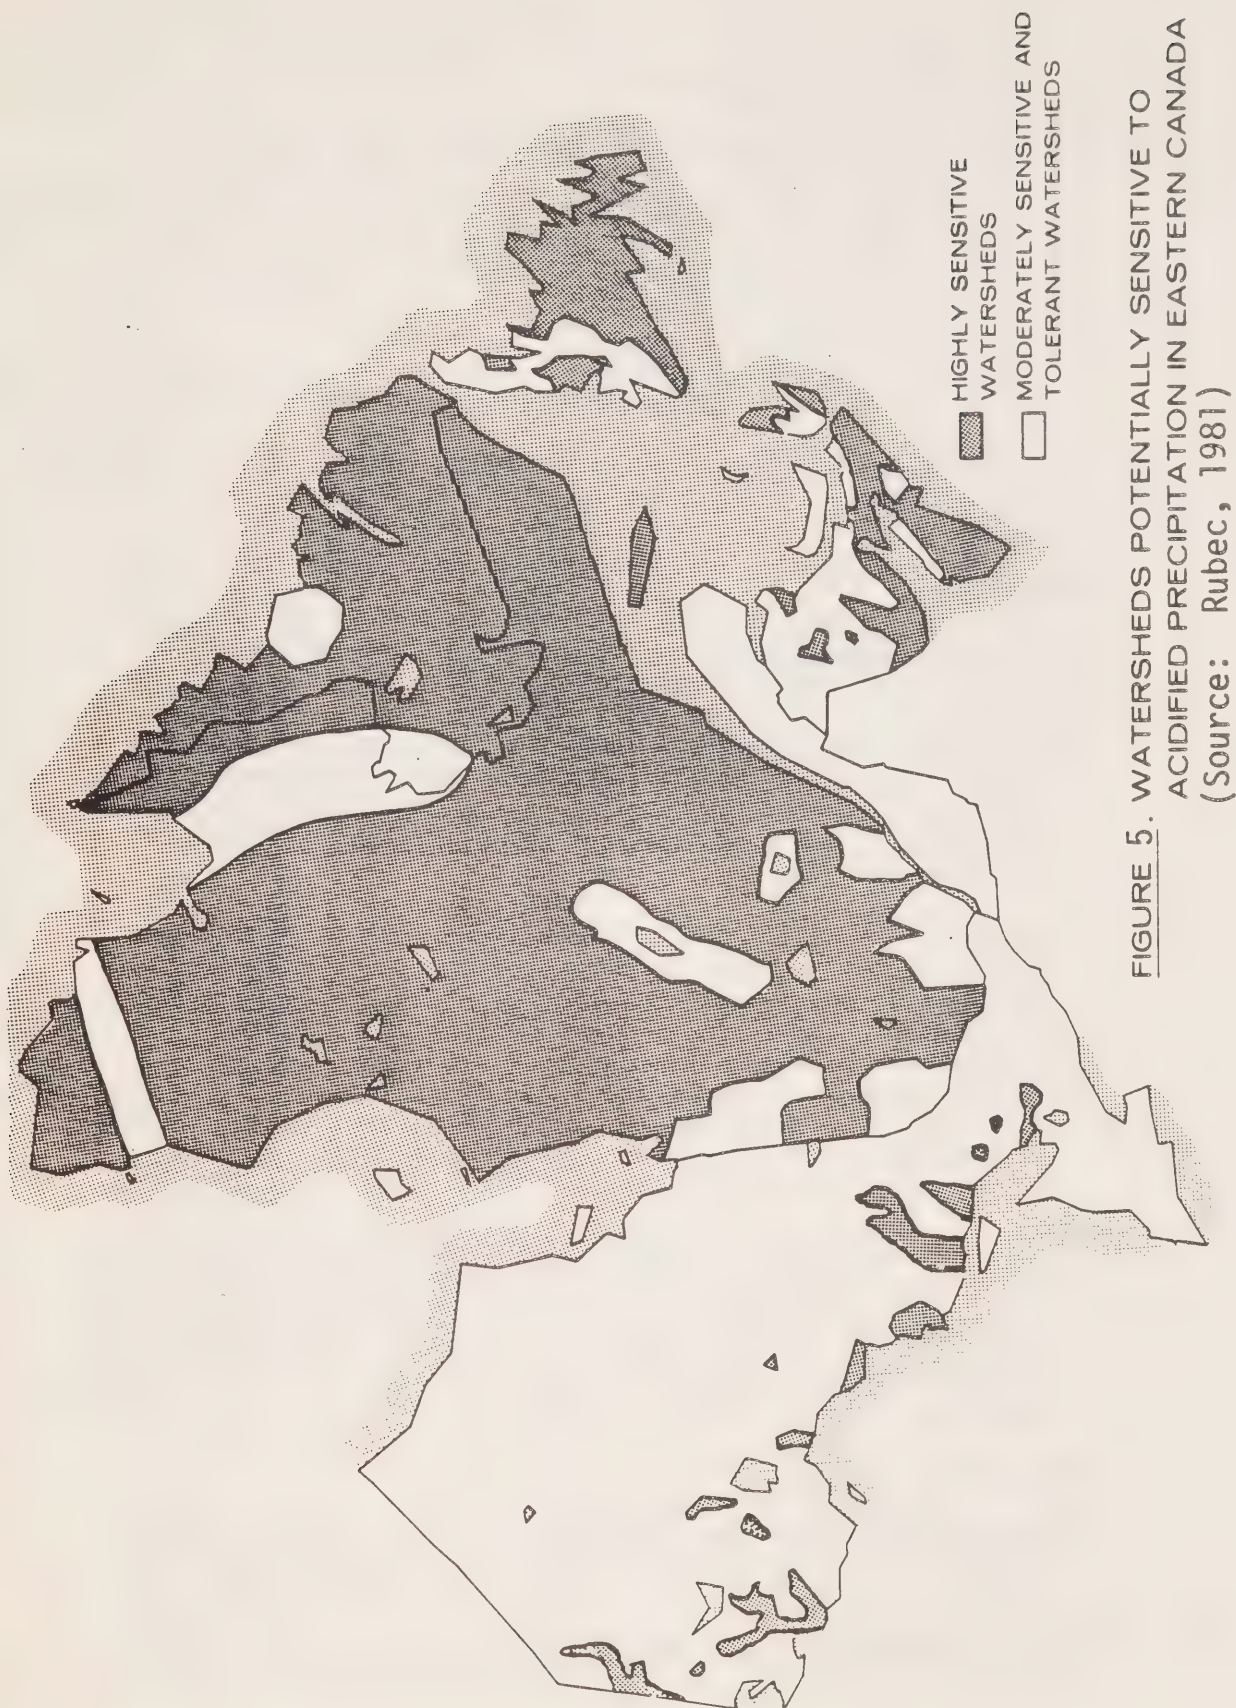 HIGHLY SENSITIVE
WATERSHEDS
MODERATELY SENSITIVE AND
TOLERANT WATERSHEDS
FIGURE 5. WATERSHEDS POTENTIALLY SENSITIVE TO
ACIDIFIED PRECIPITATION IN EASTERN CANADA
(Source: Rubec, 1981)